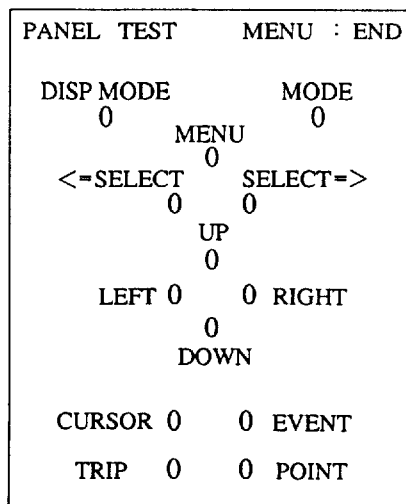 PANEL TEST MENU : END
DISP MODE MODE
0 0
MENU
0
<=SELECT SELECT=>
0 0
UP
0
LEFT 0 0 RIGHT
0
DOWN
CURSOR 0 0 EVENT
TRIP 0 0 POINT